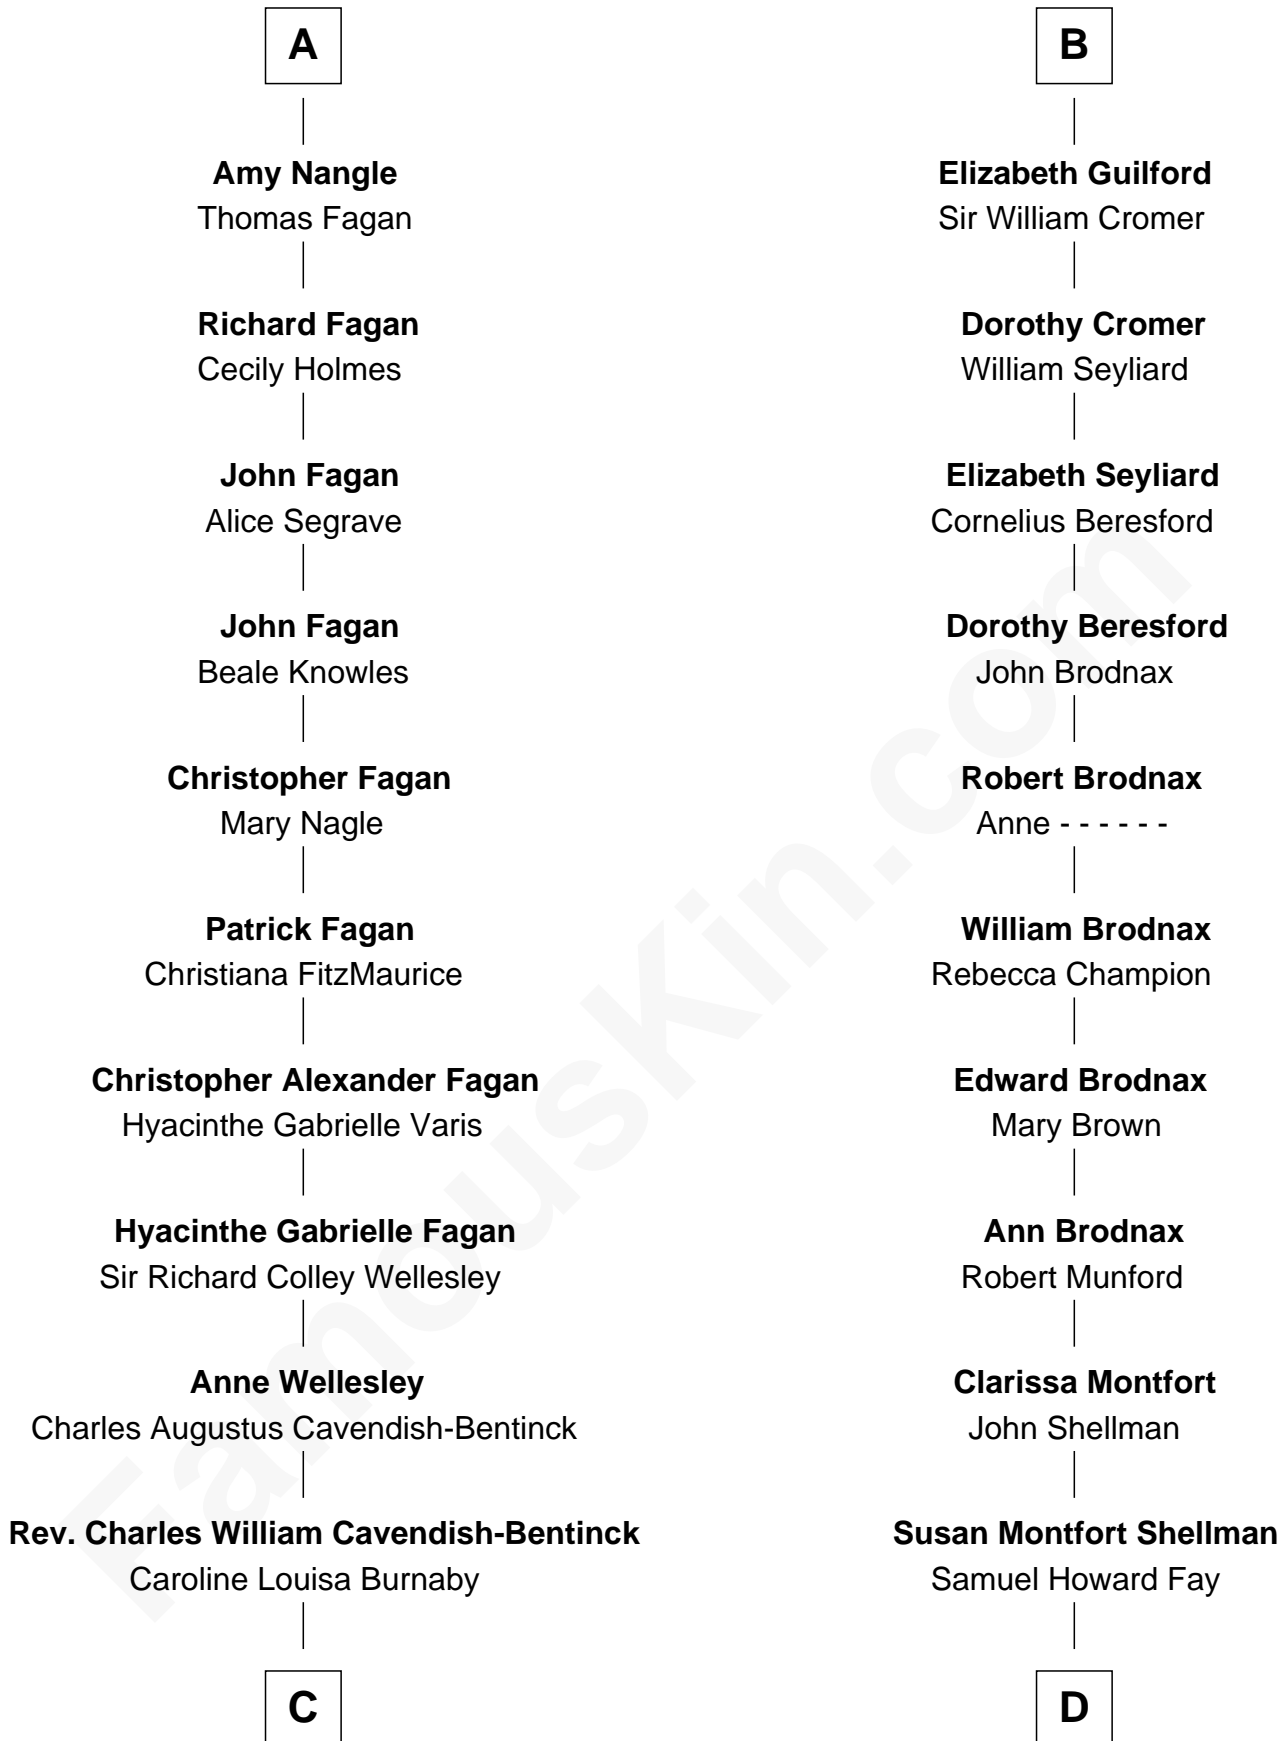 A
Amy Nangle
Thomas Fagan
Richard Fagan
Cecily Holmes
John Fagan
Alice Segrave
John Fagan
Beale Knowles
Christopher Fagan
Mary Nagle
Patrick Fagan
Christiana FitzMaurice
Christopher Alexander Fagan
Hyacinthe Gabrielle Varis
Hyacinthe Gabrielle Fagan
Sir Richard Colley Wellesley
Anne Wellesley
Charles Augustus Cavendish-Bentinck
Rev. Charles William Cavendish-Bentinck
Caroline Louisa Burnaby
C
B
Elizabeth Guilford
Sir William Cromer
Dorothy Cromer
William Seyliard
Elizabeth Seyliard
Cornelius Beresford
Dorothy Beresford
John Brodnax
Robert Brodnax
Anne - - - - - -
William Brodnax
Rebecca Champion
Edward Brodnax
Mary Brown
Ann Brodnax
Robert Munford
Clarissa Montfort
John Shellman
Susan Montfort Shellman
Samuel Howard Fay
D
FamousKin.com